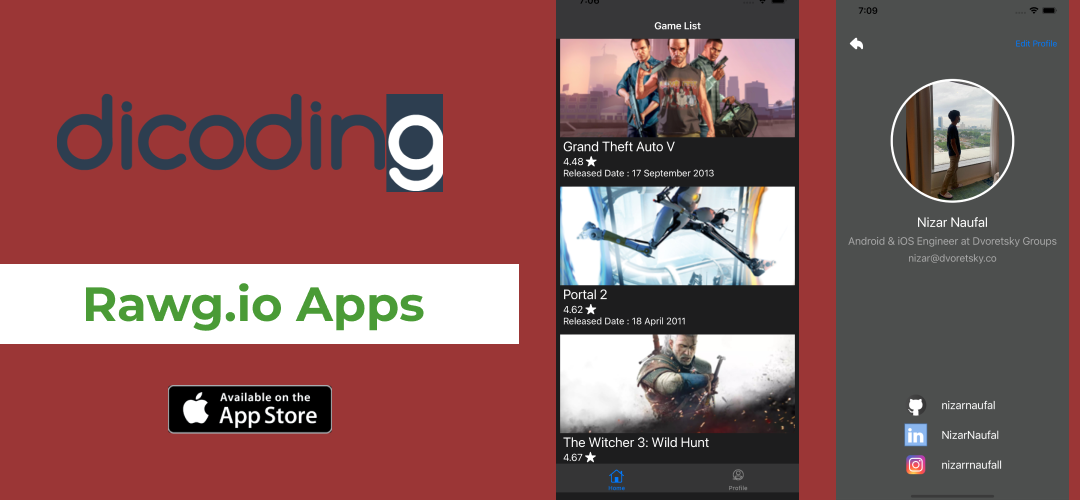 dicoding
Rawg.io Apps
Available on the
App Store
Game List
Grand Theft Auto V
4.48
Released Date : 17 September 2013
Portal 2
4.62
Released Date : 18 April 2011
The Witcher 3: Wild Hunt
4.67
Home
Profile
7:09
Edit Profile
Nizar Naufal
Android & iOS Engineer at Dvoretsky Groups
nizar@dvoretsky.co
nizarnaufal
in
NizarNaufal
nizarrnaufall